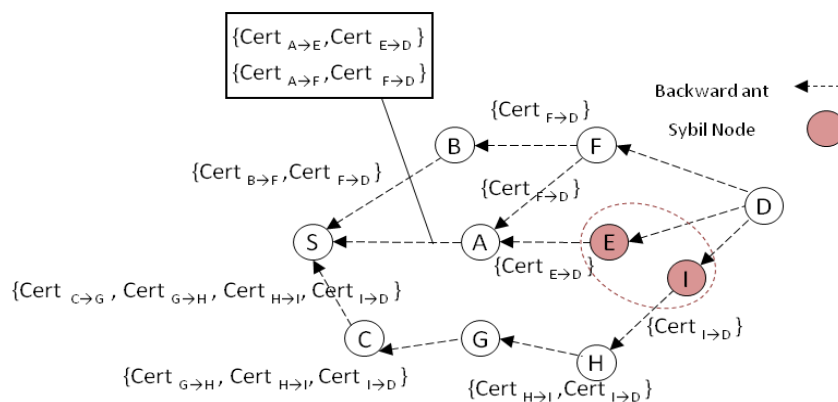 {Cert A→E ,Cert E→D }
{Cert A→F ,Cert F→D }
Backward ant
Sybil Node
{Cert F→D }
B
F
{Cert B→F ,Cert F→D }
{Cert F→D }
D
S
A
E
{Cert E→D }
I
{Cert C→G , Cert G→H , Cert H→I , Cert I→D }
{Cert I→D }
C
G
H
{Cert G→H , Cert H→I , Cert I→D }
{Cert H→I , Cert I→D }